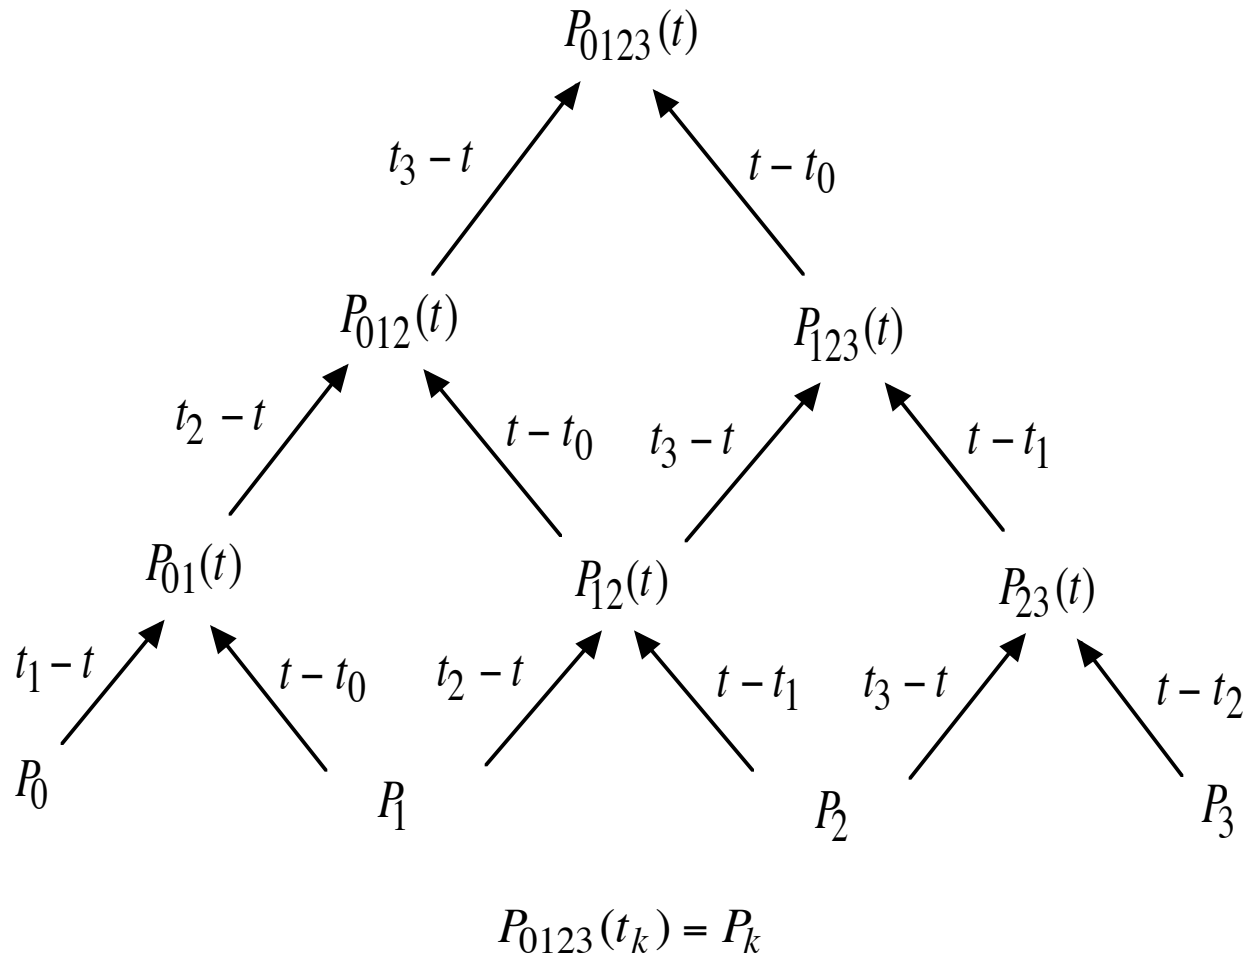 P₀₁₂₃(t)
t₃ − t t − t₀
P₀₁₂(t) P₁₂₃(t)
t₂ − t t − t₀ t₃ − t t − t₁
P₀₁(t) P₁₂(t) P₂₃(t)
t₁ − t t − t₀ t₂ − t t − t₁ t₃ − t t − t₂
P₀ P₁ P₂ P₃
P₀₁₂₃(tₖ) = Pₖ